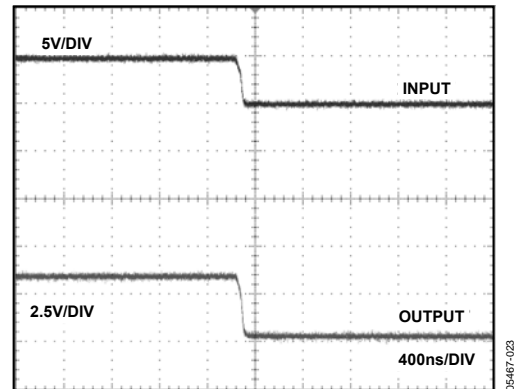 5V/DIV
INPUT
2.5V/DIV
OUTPUT
400ns/DIV
05467-023